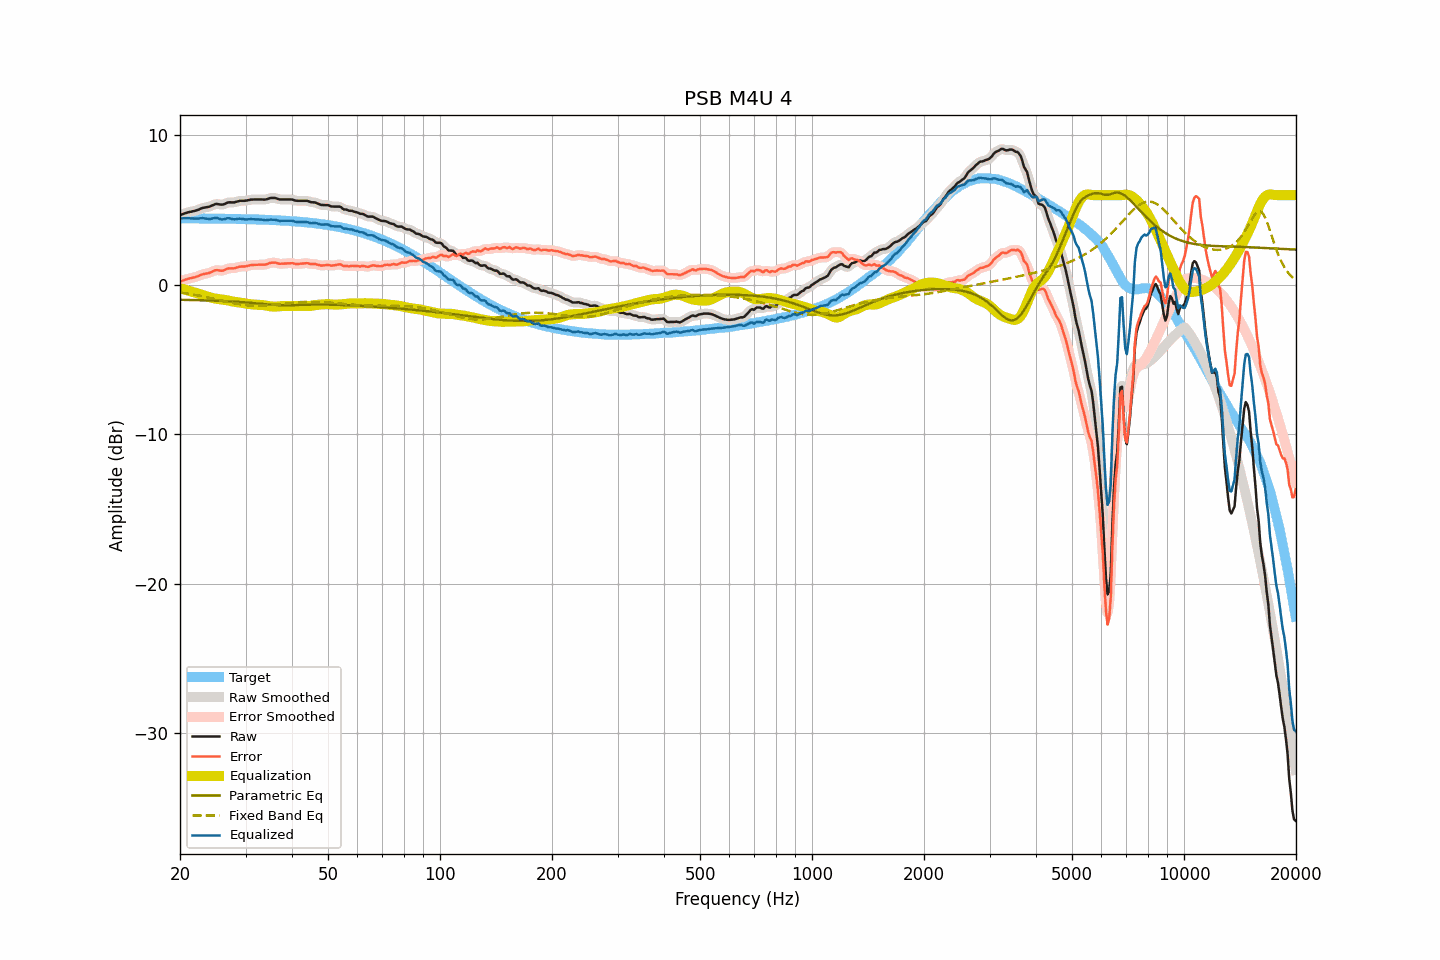 PSB M4U 4
10
0
−10
−20
−30
Amplitude (dBr)
Target
Raw Smoothed
Error Smoothed
Raw
Error
Equalization
Parametric Eq
Fixed Band Eq
Equalized
20 50 100 200 500 1000 2000 5000 10000 20000
Frequency (Hz)